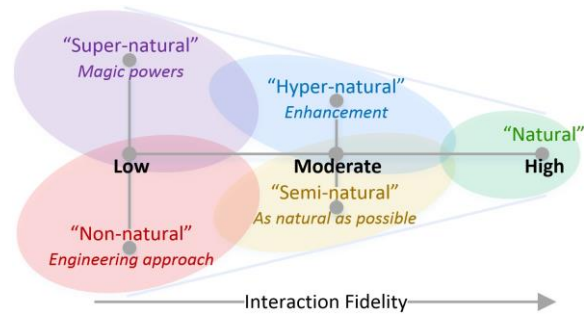 “Super-natural”
Magic powers
“Hyper-natural”
Enhancement
“Natural”
Low
Moderate
High
“Semi-natural”
As natural as possible
“Non-natural”
Engineering approach
Interaction Fidelity